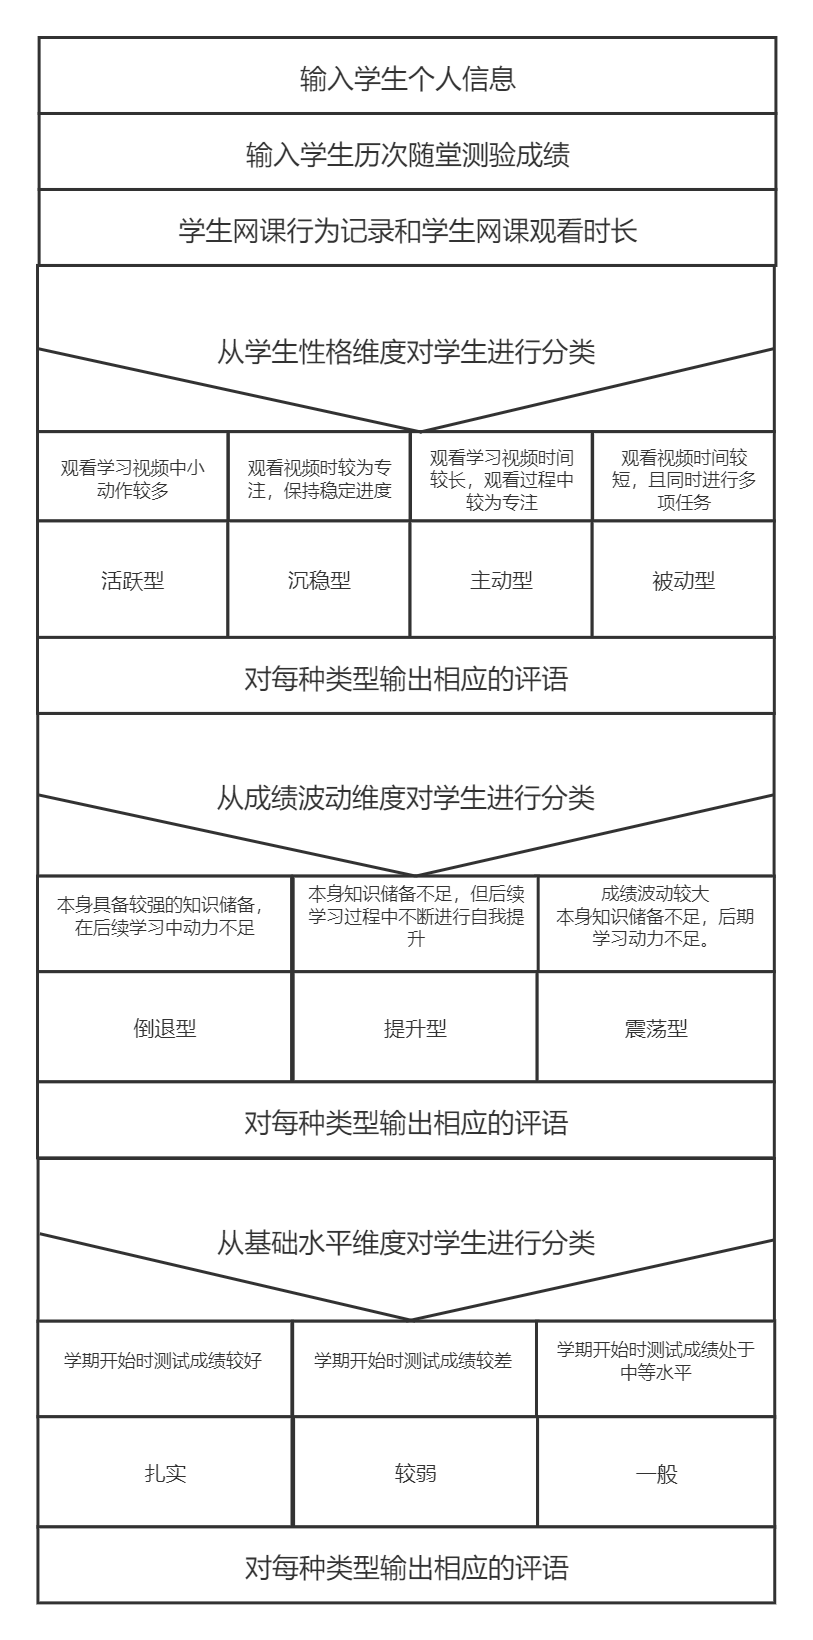 输入学生个人信息
输入学生历次随堂测验成绩
学生网课行为记录和学生网课观看时长
从学生性格维度对学生进行分类
观看学习视频中小
动作较多
观看视频时较为专
注，保持稳定进度
观看学习视频时间
较长，观看过程中
较为专注
观看视频时间较
短，且同时进行多
项任务
活跃型
沉稳型
主动型
被动型
对每种类型输出相应的评语
从成绩波动维度对学生进行分类
本身具备较强的知识储备，
在后续学习中动力不足
本身知识储备不足，但后续
学习过程中不断进行自我提
升
成绩波动较大
本身知识储备不足，后期
学习动力不足。
倒退型
提升型
震荡型
对每种类型输出相应的评语
从基础水平维度对学生进行分类
学期开始时测试成绩较好
学期开始时测试成绩较差
学期开始时测试成绩处于
中等水平
扎实
较弱
一般
对每种类型输出相应的评语